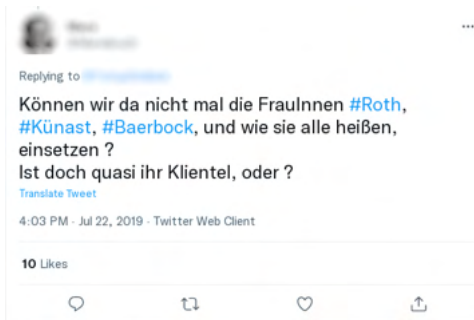 Replying to
Können wir da nicht mal die FrauInnen #Roth,
#Künast, #Baerbock, und wie sie alle heißen,
einsetzen ?
Ist doch quasi ihr Klientel, oder ?
Translate Tweet
4:03 PM · Jul 22, 2019 · Twitter Web Client
10 Likes